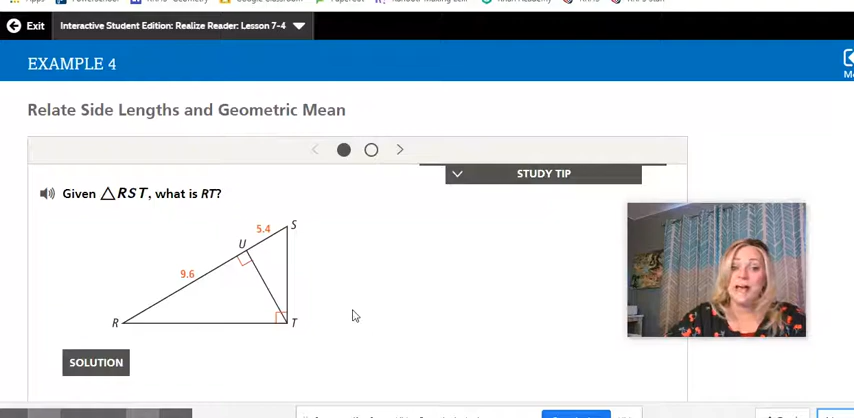 Exit Interactive Student Edition: Realize Reader: Lesson 7-4
EXAMPLE 4
Relate Side Lengths and Geometric Mean
STUDY TIP
Given △RST, what is RT?
5.4
S
U
9.6
R
T
SOLUTION